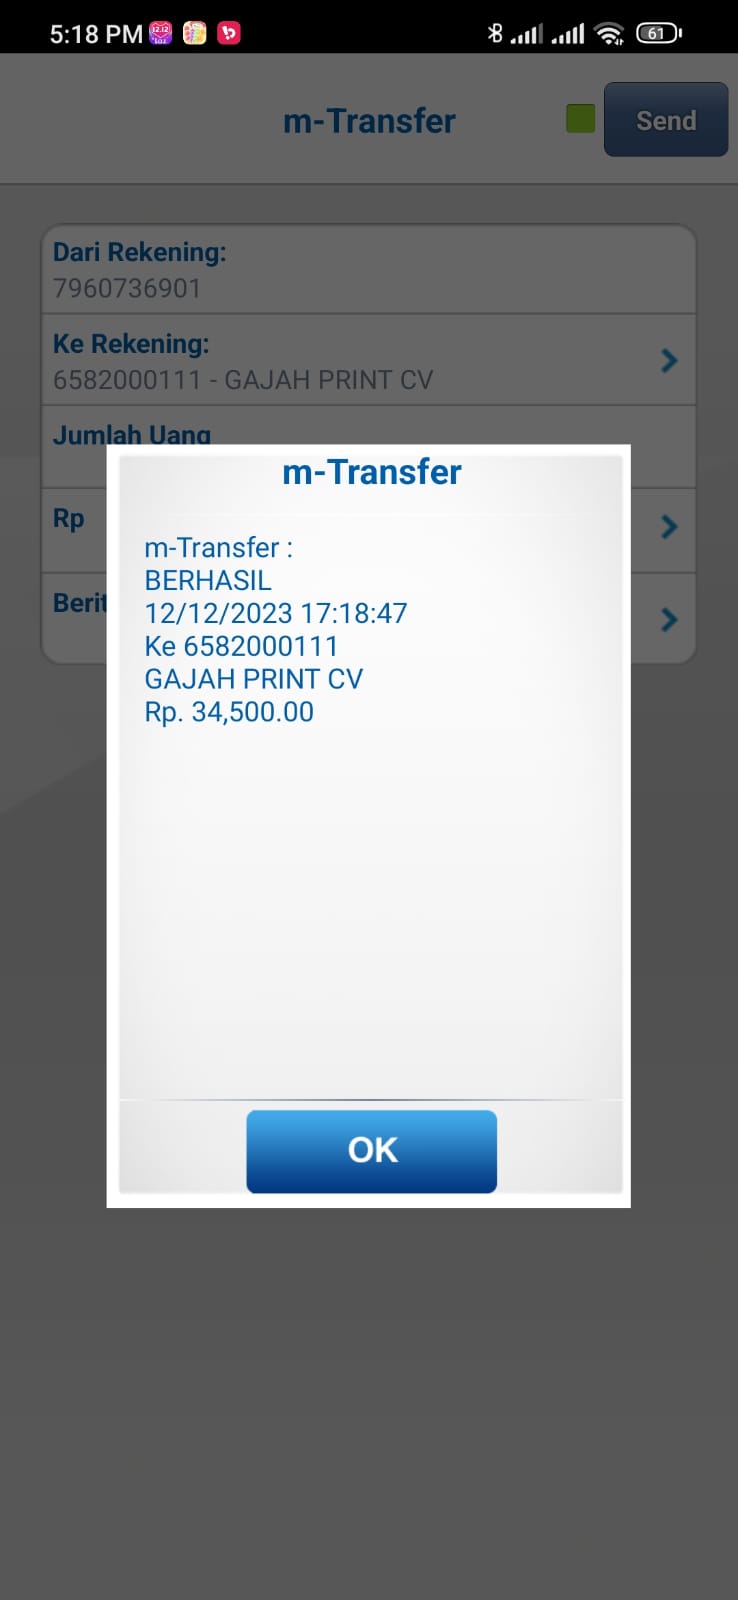 5:18 PM
61
m-Transfer
Send
Dari Rekening:
7960736901
Ke Rekening:
6582000111 - GAJAH PRINT CV
Jumlah Uang
Rp
Berit
m-Transfer
m-Transfer :
BERHASIL
12/12/2023 17:18:47
Ke 6582000111
GAJAH PRINT CV
Rp. 34,500.00
OK